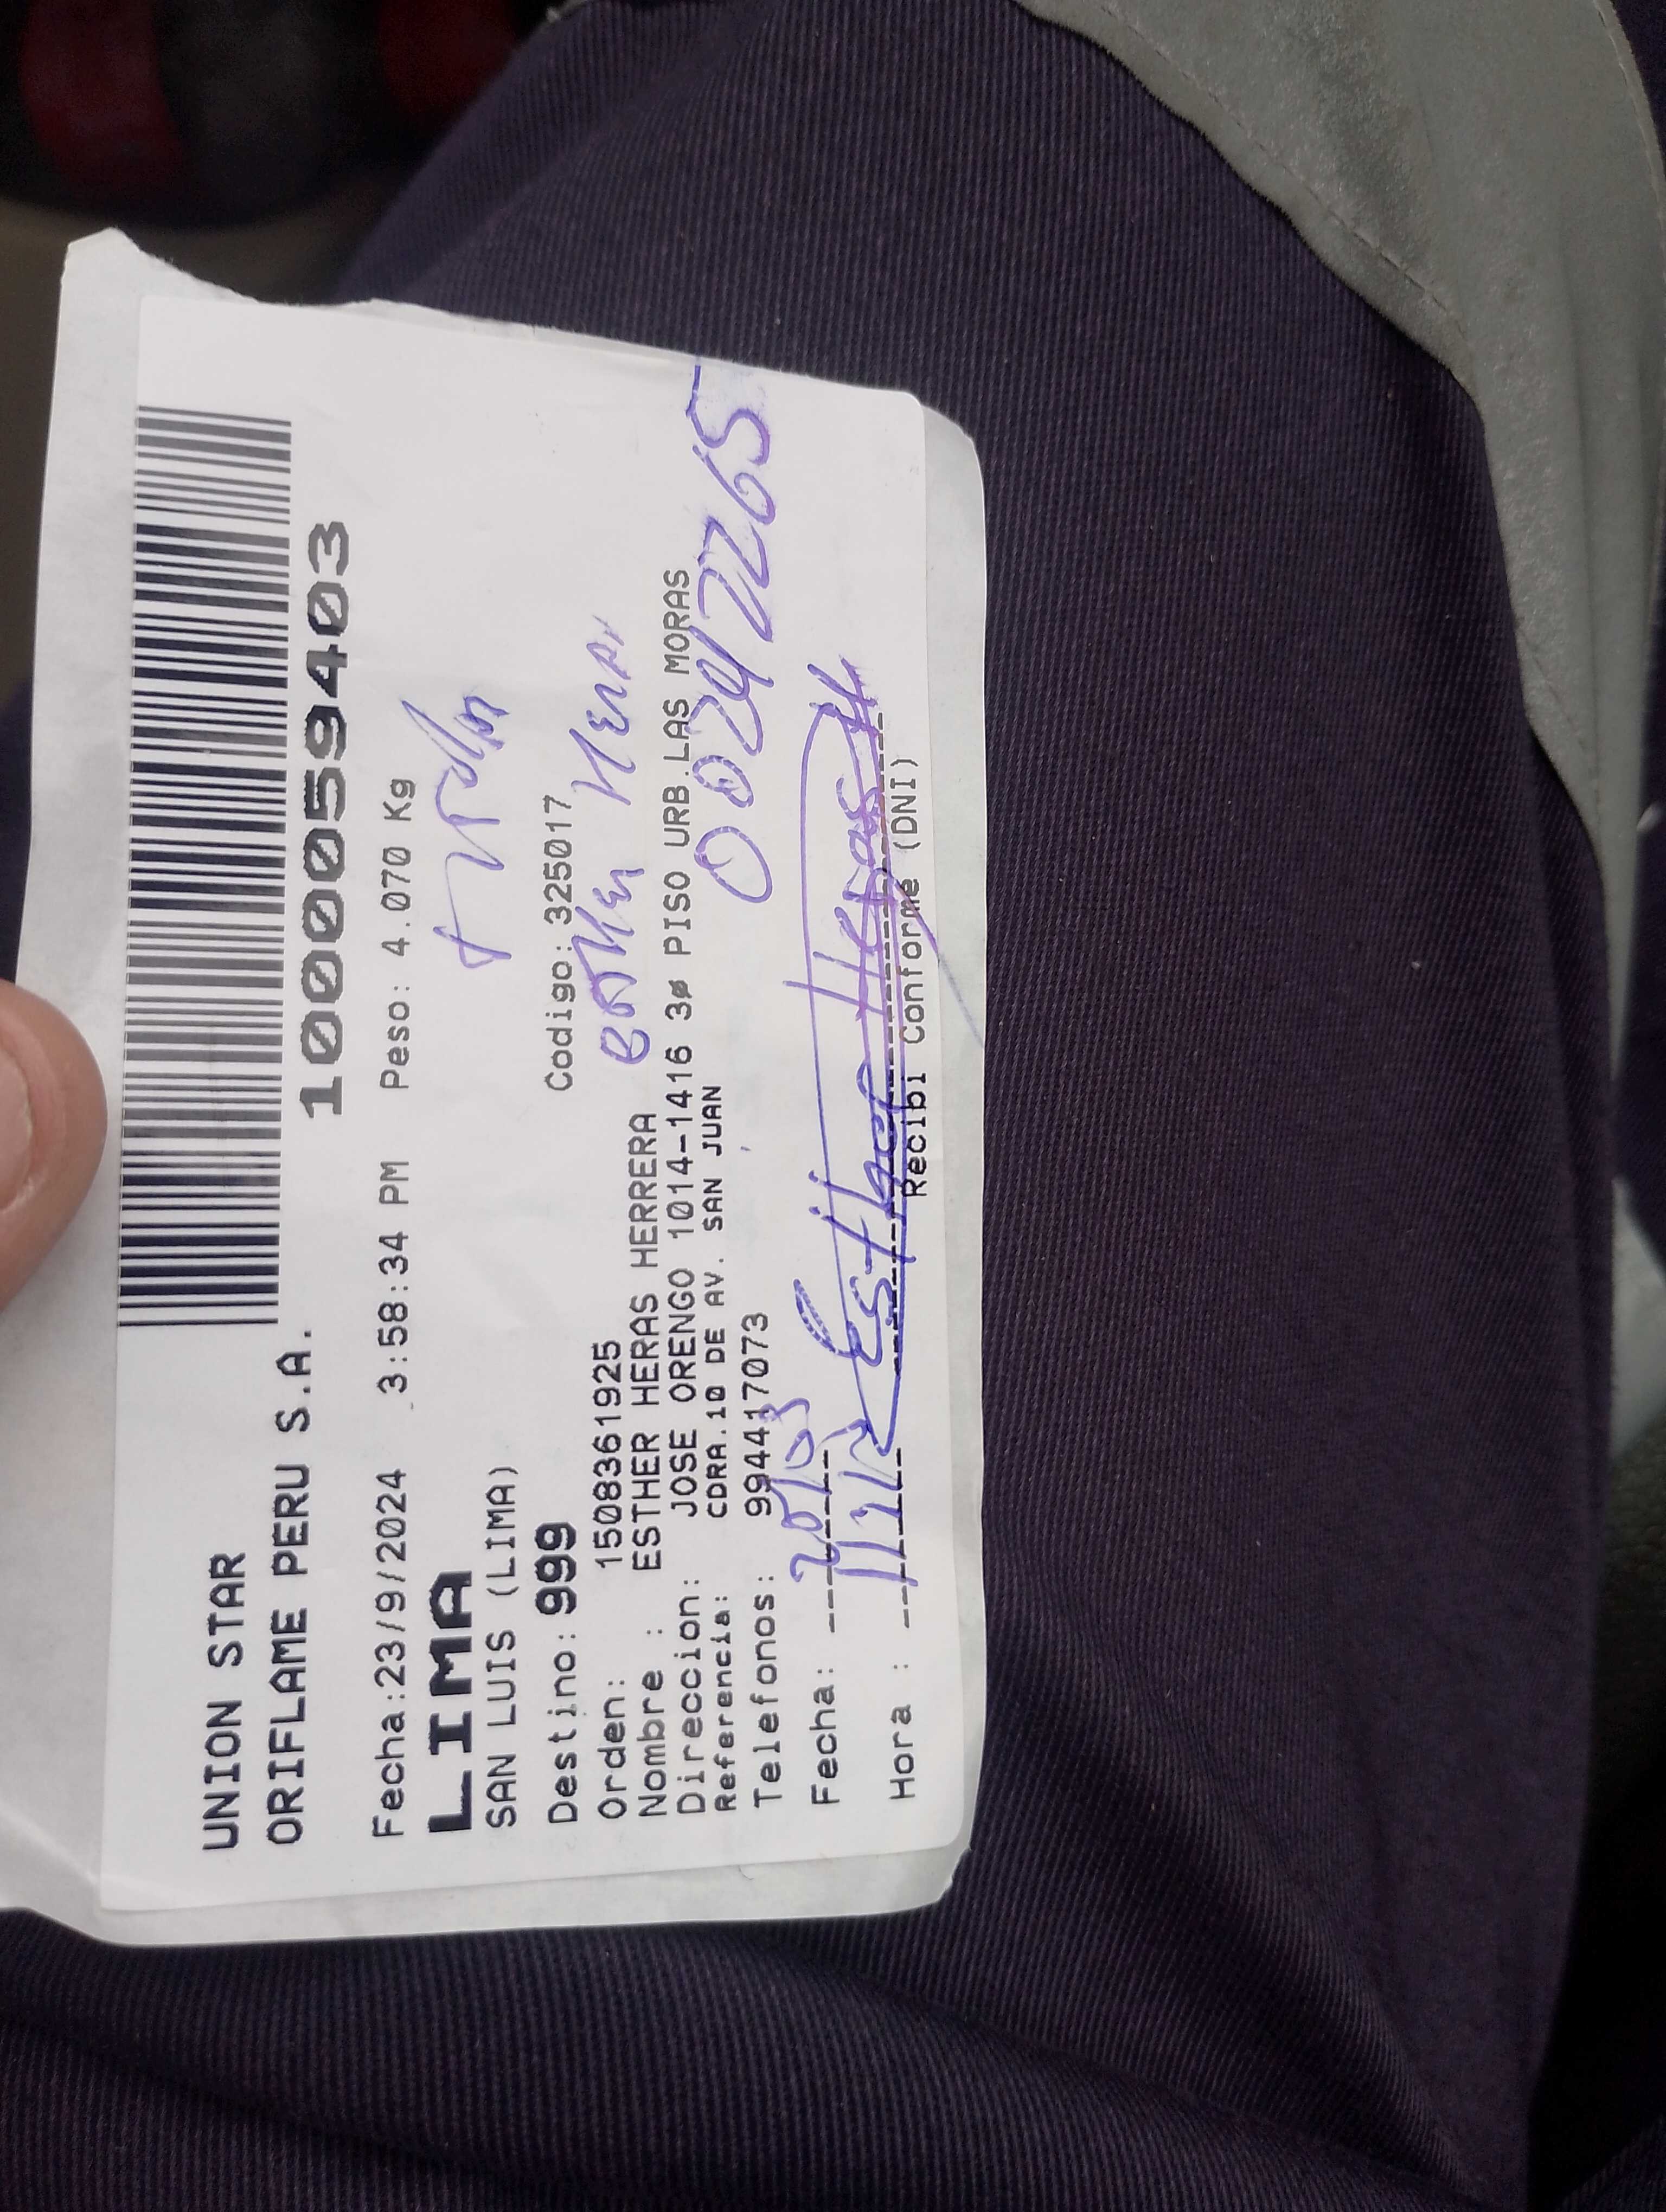 UNION STAR
ORIFLAME PERU S.A.
1000059403
Fecha:23/9/2024 3:58:34 PM Peso: 4.070 Kg
LIMA
SAN LUIS (LIMA)
Destino: 999 Codigo: 325017
Orden: 1508361925
Nombre : ESTHER HERAS HERRERA
Direccion: JOSE ORENGO 1014-1416 3ø PISO URB.LAS MORAS
Referencia: CDRA.10 DE AV. SAN JUAN
Telefonos: 994417073
Fecha:
Hora : Esther Heras H
Recibi Conforme (DNI)